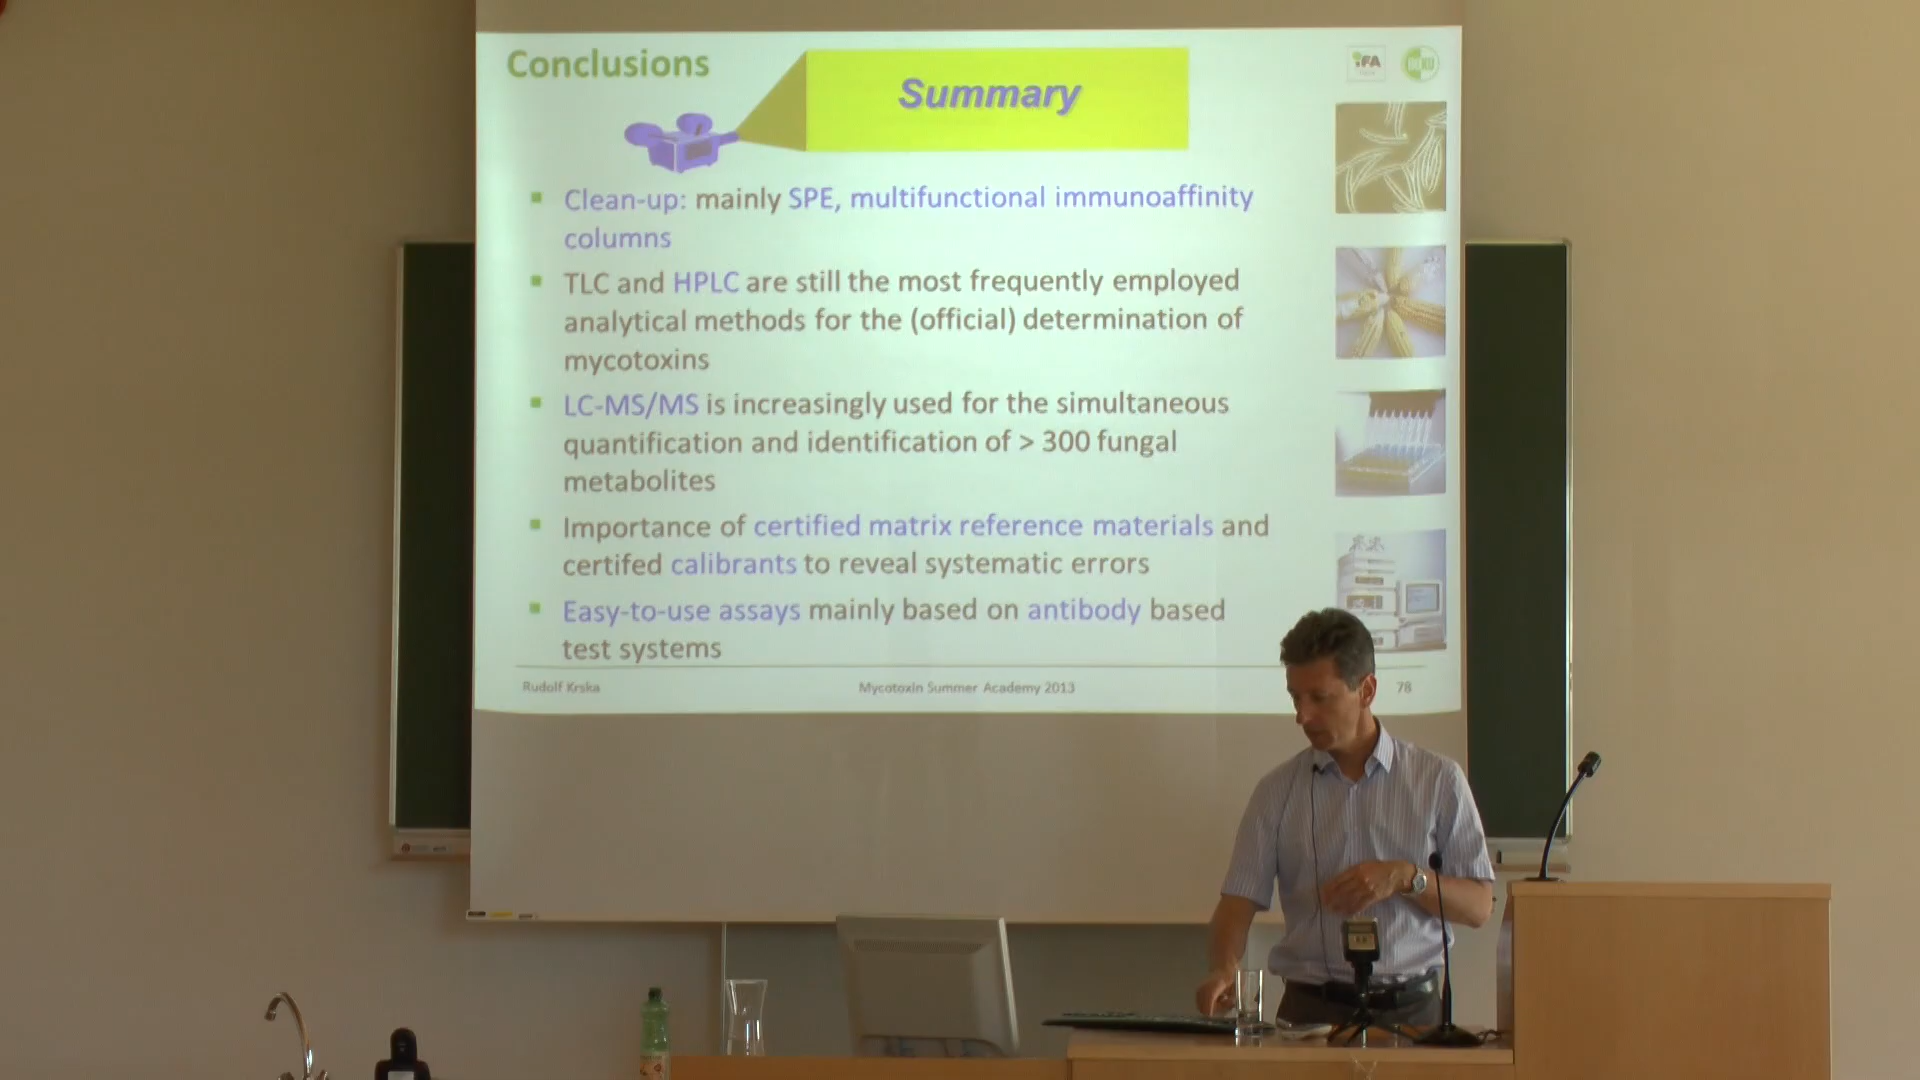 Conclusions
Summary
iFA
Clean-up: mainly SPE, multifunctional immunoaffinity
columns
TLC and HPLC are still the most frequently employed
analytical methods for the (official) determination of
mycotoxins
LC-MS/MS is increasingly used for the simultaneous
quantification and identification of > 300 fungal
metabolites
Importance of certified matrix reference materials and
certifed calibrants to reveal systematic errors
Easy-to-use assays mainly based on antibody based
test systems
Rudolf Krska
Mycotoxin Summer Academy 2013
78